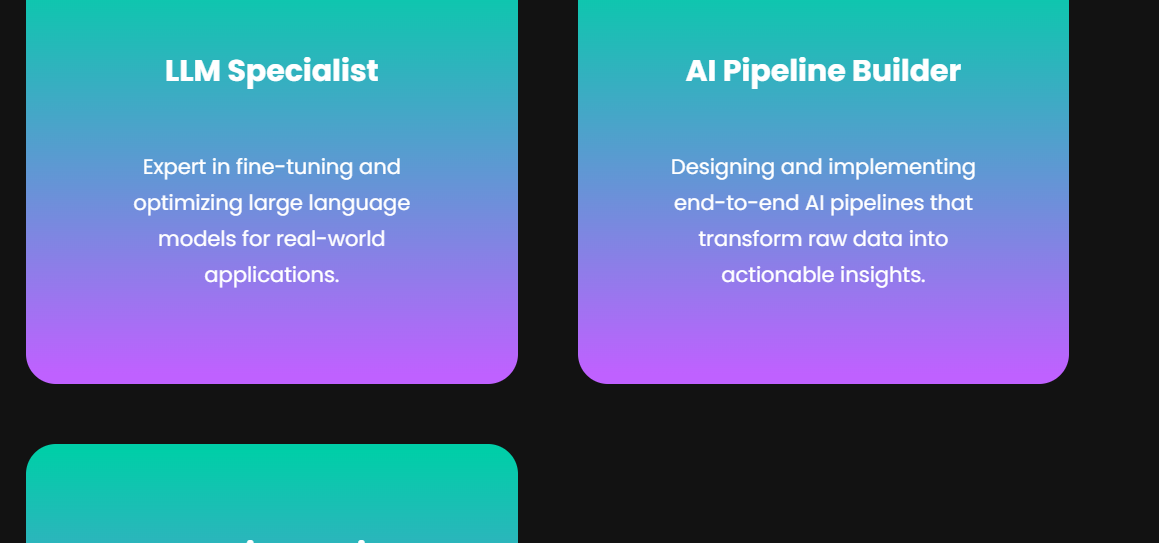 LLM Specialist
Expert in fine-tuning and
optimizing large language
models for real-world
applications.
AI Pipeline Builder
Designing and implementing
end-to-end AI pipelines that
transform raw data into
actionable insights.